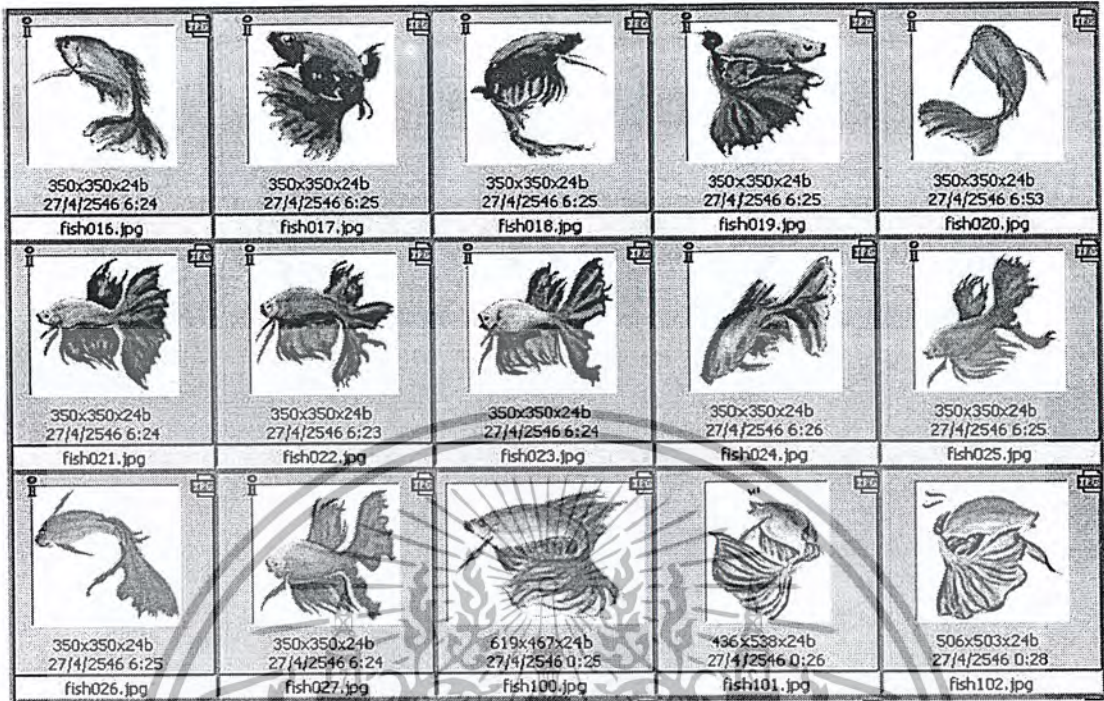 350x350x24b
27/4/2546 6:24
fish016.jpg
350x350x24b
27/4/2546 6:25
fish017.jpg
350x350x24b
27/4/2546 6:25
fish018.jpg
350x350x24b
27/4/2546 6:25
fish019.jpg
350x350x24b
27/4/2546 6:53
fish020.jpg
350x350x24b
27/4/2546 6:24
fish021.jpg
350x350x24b
27/4/2546 6:23
fish022.jpg
350x350x24b
27/4/2546 6:24
fish023.jpg
350x350x24b
27/4/2546 6:26
fish024.jpg
350x350x24b
27/4/2546 6:25
fish025.jpg
350x350x24b
27/4/2546 6:25
fish026.jpg
350x350x24b
27/4/2546 6:24
fish027.jpg
619x467x24b
27/4/2546 0:25
fish100.jpg
436x538x24b
27/4/2546 0:26
fish101.jpg
506x503x24b
27/4/2546 0:28
fish102.jpg